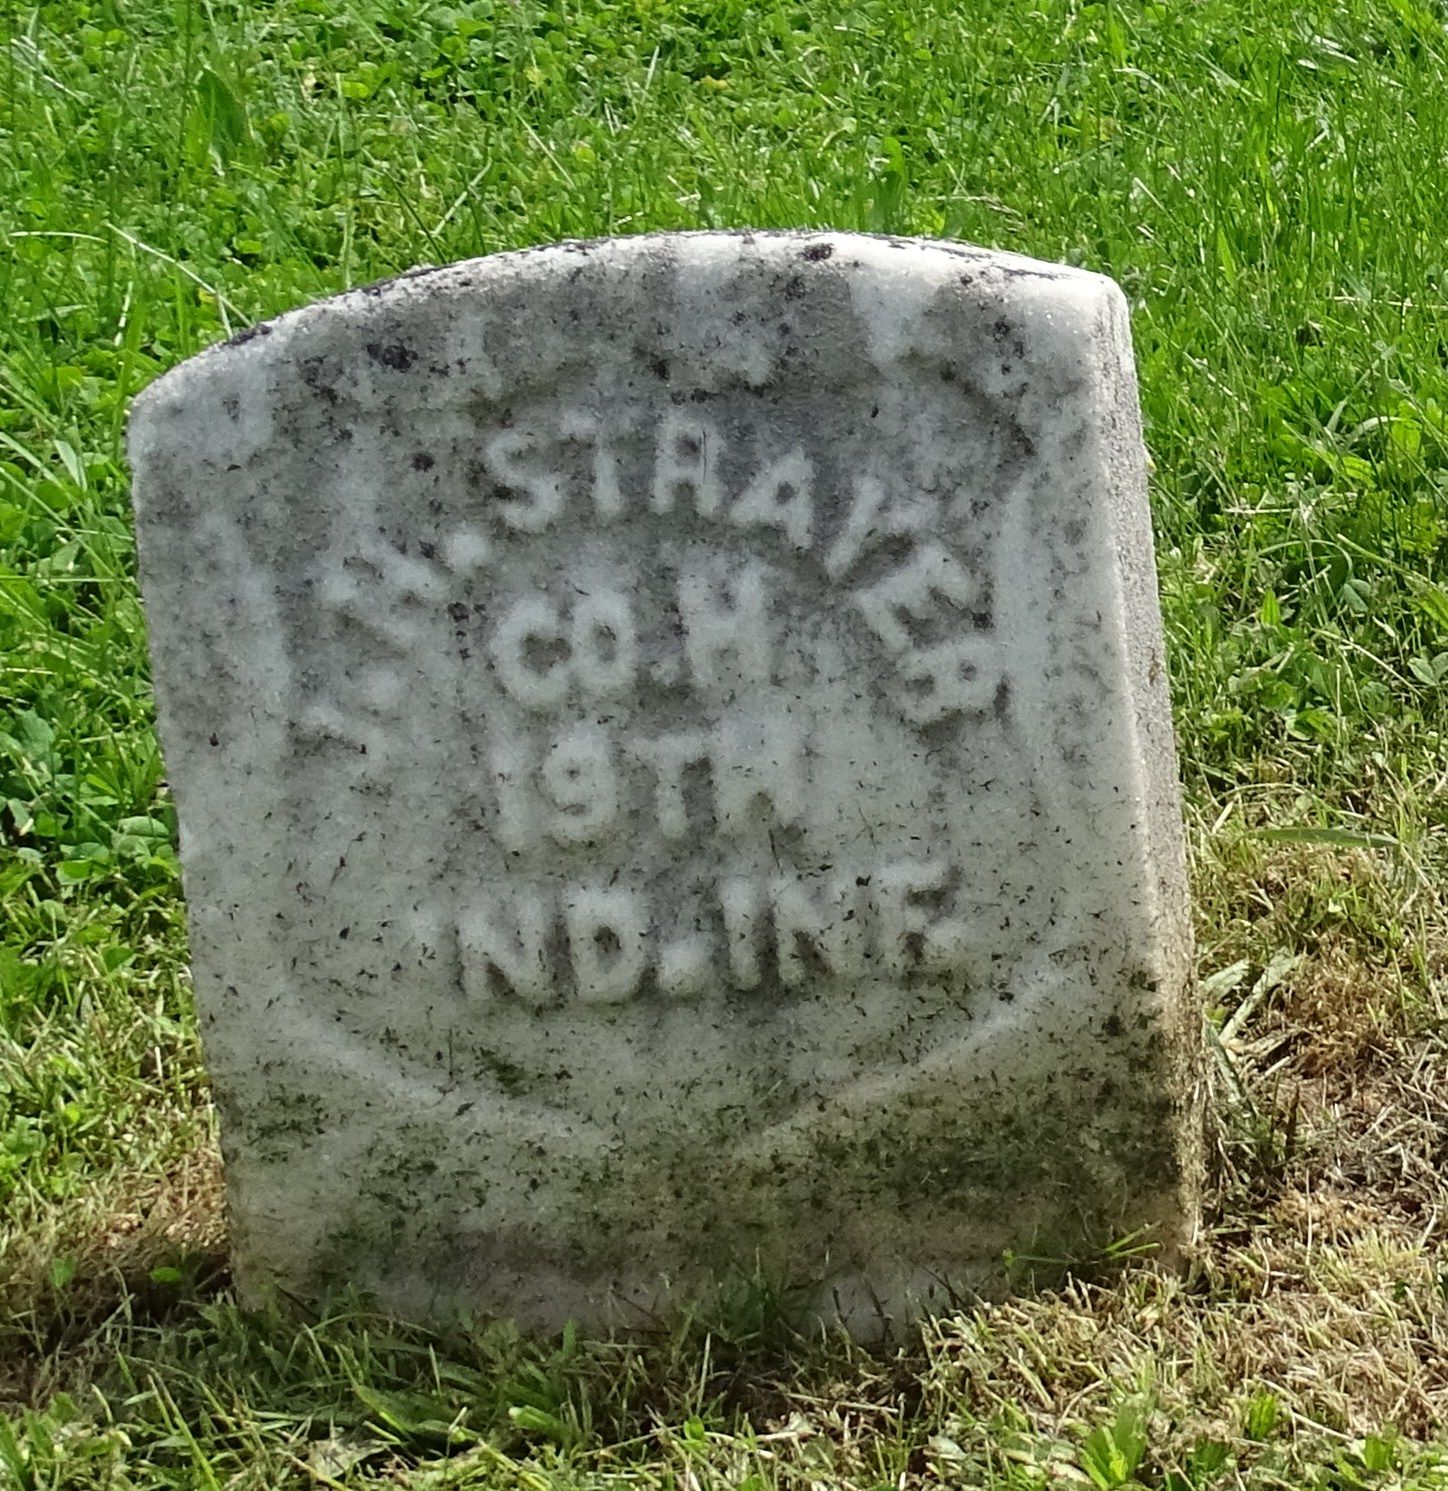 STRAYER
CO. H.
19TH
IND. INF.